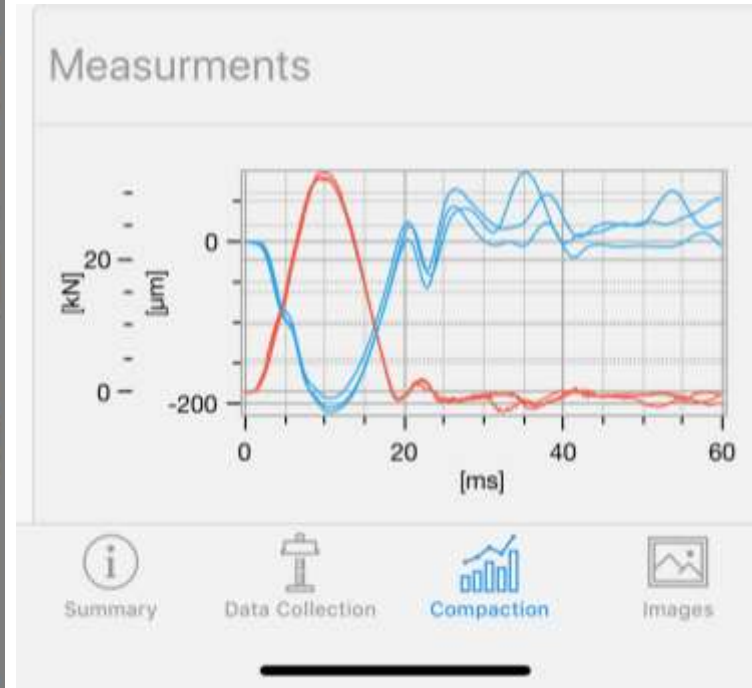 Measurments
[kN]
20
0
[µm]
0
-200
0 20 40 60
[ms]
Summary Data Collection Compaction Images